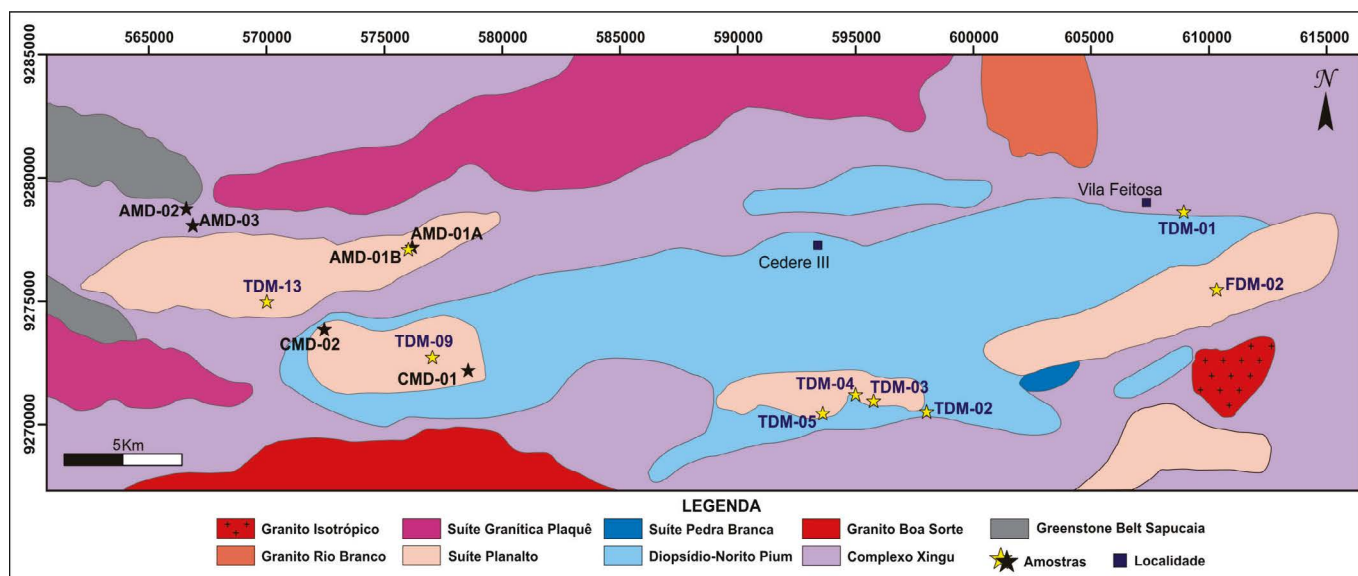 565000 570000 575000 580000 585000 590000 595000 600000 605000 610000 615000
9285000
9280000
9275000
9270000
N
Vila Feitosa
AMD-02
AMD-03
TDM-01
AMD-01A
AMD-01B
Cedere III
TDM-13
FDM-02
CMD-02
TDM-09
CMD-01
TDM-04
TDM-03
TDM-05
TDM-02
5Km
LEGENDA
Granito Isotrópico Suíte Granítica Plaquê Suíte Pedra Branca Granito Boa Sorte Greenstone Belt Sapucaia
Granito Rio Branco Suíte Planalto Diopsídio-Norito Pium Complexo Xingu Amostras Localidade